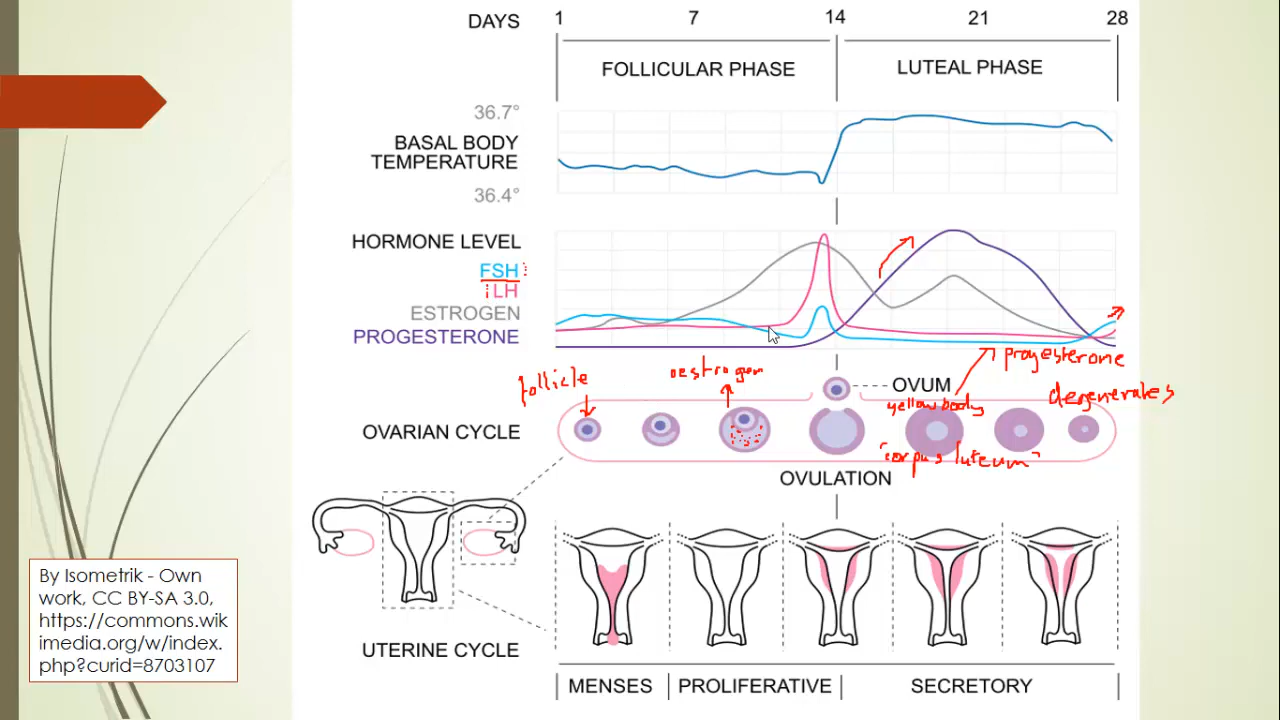 DAYS 1 7 14 21 28
FOLLICULAR PHASE LUTEAL PHASE
36.7°
BASAL BODY
TEMPERATURE
36.4°
HORMONE LEVEL
FSH
LH
ESTROGEN
PROGESTERONE
progesterone
oestrogen
follicle
OVUM
degenerates
yellow body
OVARIAN CYCLE
"corpus luteum"
OVULATION
By Isometrik - Own
work, CC BY-SA 3.0,
https://commons.wik
imedia.org/w/index.
php?curid=8703107
UTERINE CYCLE
MENSES PROLIFERATIVE SECRETORY